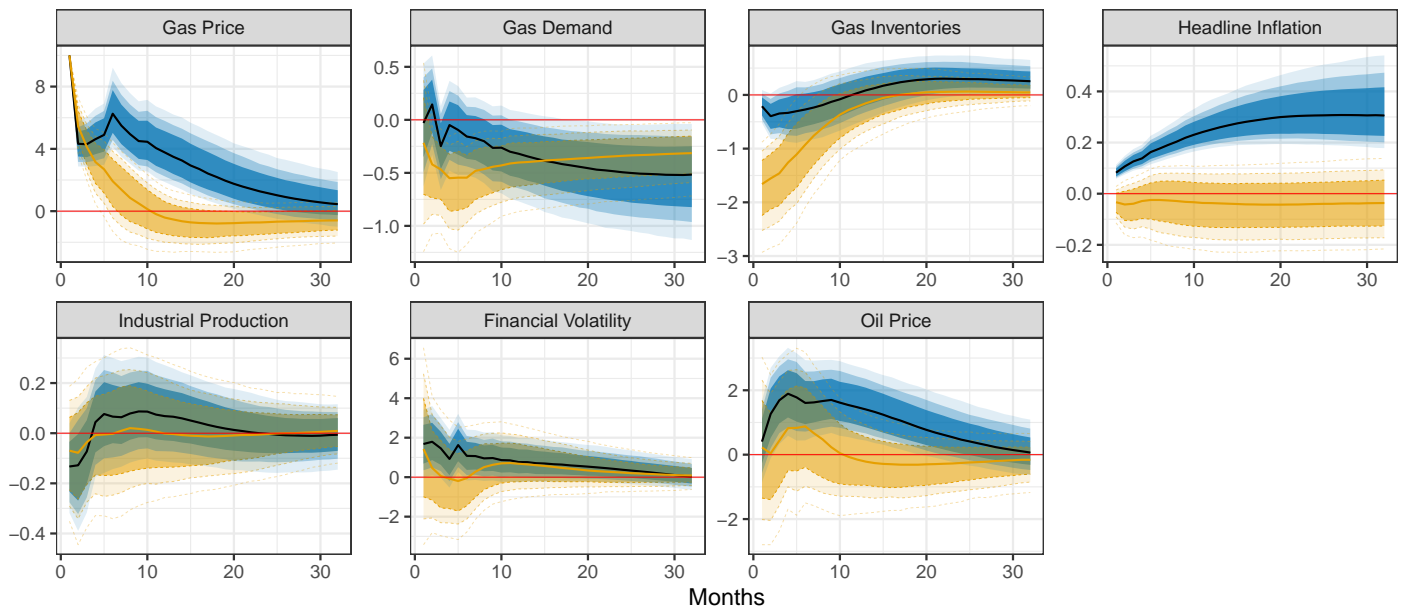 Gas Price
Gas Demand
Gas Inventories
Headline Inflation
8
4
0
0 10 20 30
0.5
0.0
−0.5
−1.0
0 10 20 30
0
−1
−2
−3
0 10 20 30
0.4
0.2
0.0
−0.2
0 10 20 30
Industrial Production
Financial Volatility
Oil Price
0.2
0.0
−0.2
−0.4
0 10 20 30
6
4
2
0
−2
0 10 20 30
2
0
−2
0 10 20 30
Months